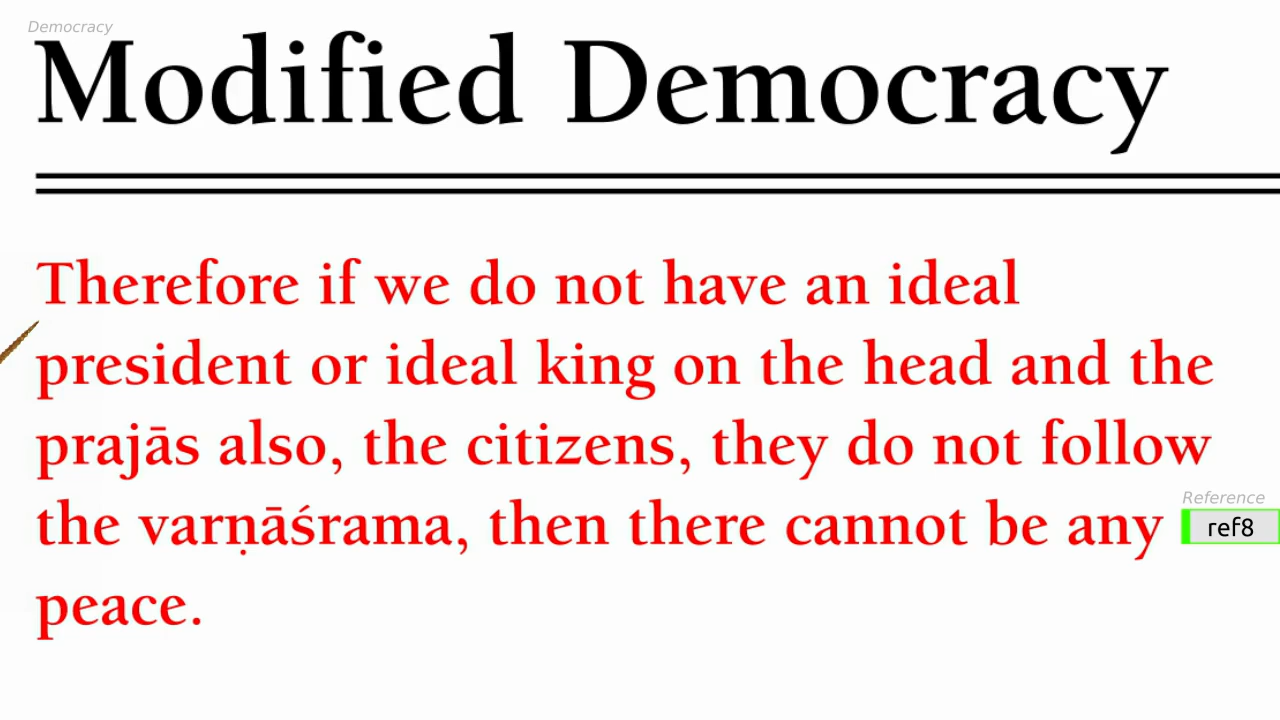 Democracy
Modified Democracy
Therefore if we do not have an ideal
president or ideal king on the head and the
prajās also, the citizens, they do not follow
the varṇāśrama, then there cannot be any
Reference
ref8
peace.